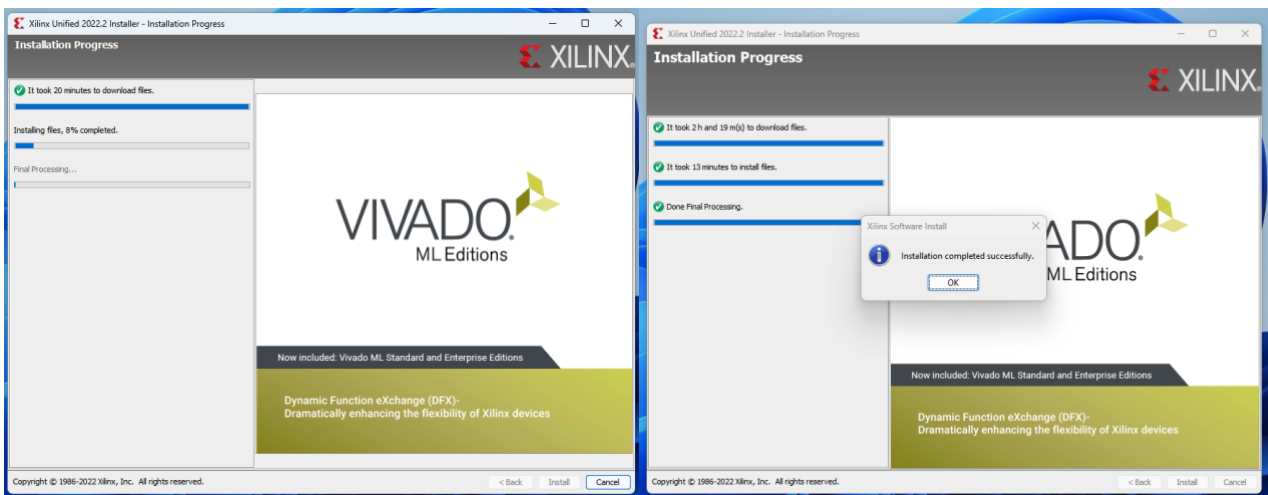 Xilinx Unified 2022.2 Installer - Installation Progress
Installation Progress
XILINX.
It took 20 minutes to download files.
Installing files, 8% completed.
Final Processing...
VIVADO.
ML Editions
Now included: Vivado ML Standard and Enterprise Editions
Dynamic Function eXchange (DFX)-
Dramatically enhancing the flexibility of Xilinx devices
Copyright © 1986-2022 Xilinx, Inc. All rights reserved.
< Back
Install
Cancel
Xilinx Unified 2022.2 Installer - Installation Progress
Installation Progress
XILINX.
It took 2 h and 19 m(s) to download files.
It took 13 minutes to install files.
Done Final Processing.
Xilinx Software Install
Installation completed successfully.
OK
ADO.
ML Editions
Now included: Vivado ML Standard and Enterprise Editions
Dynamic Function eXchange (DFX)-
Dramatically enhancing the flexibility of Xilinx devices
Copyright © 1986-2022 Xilinx, Inc. All rights reserved.
< Back
Install
Cancel